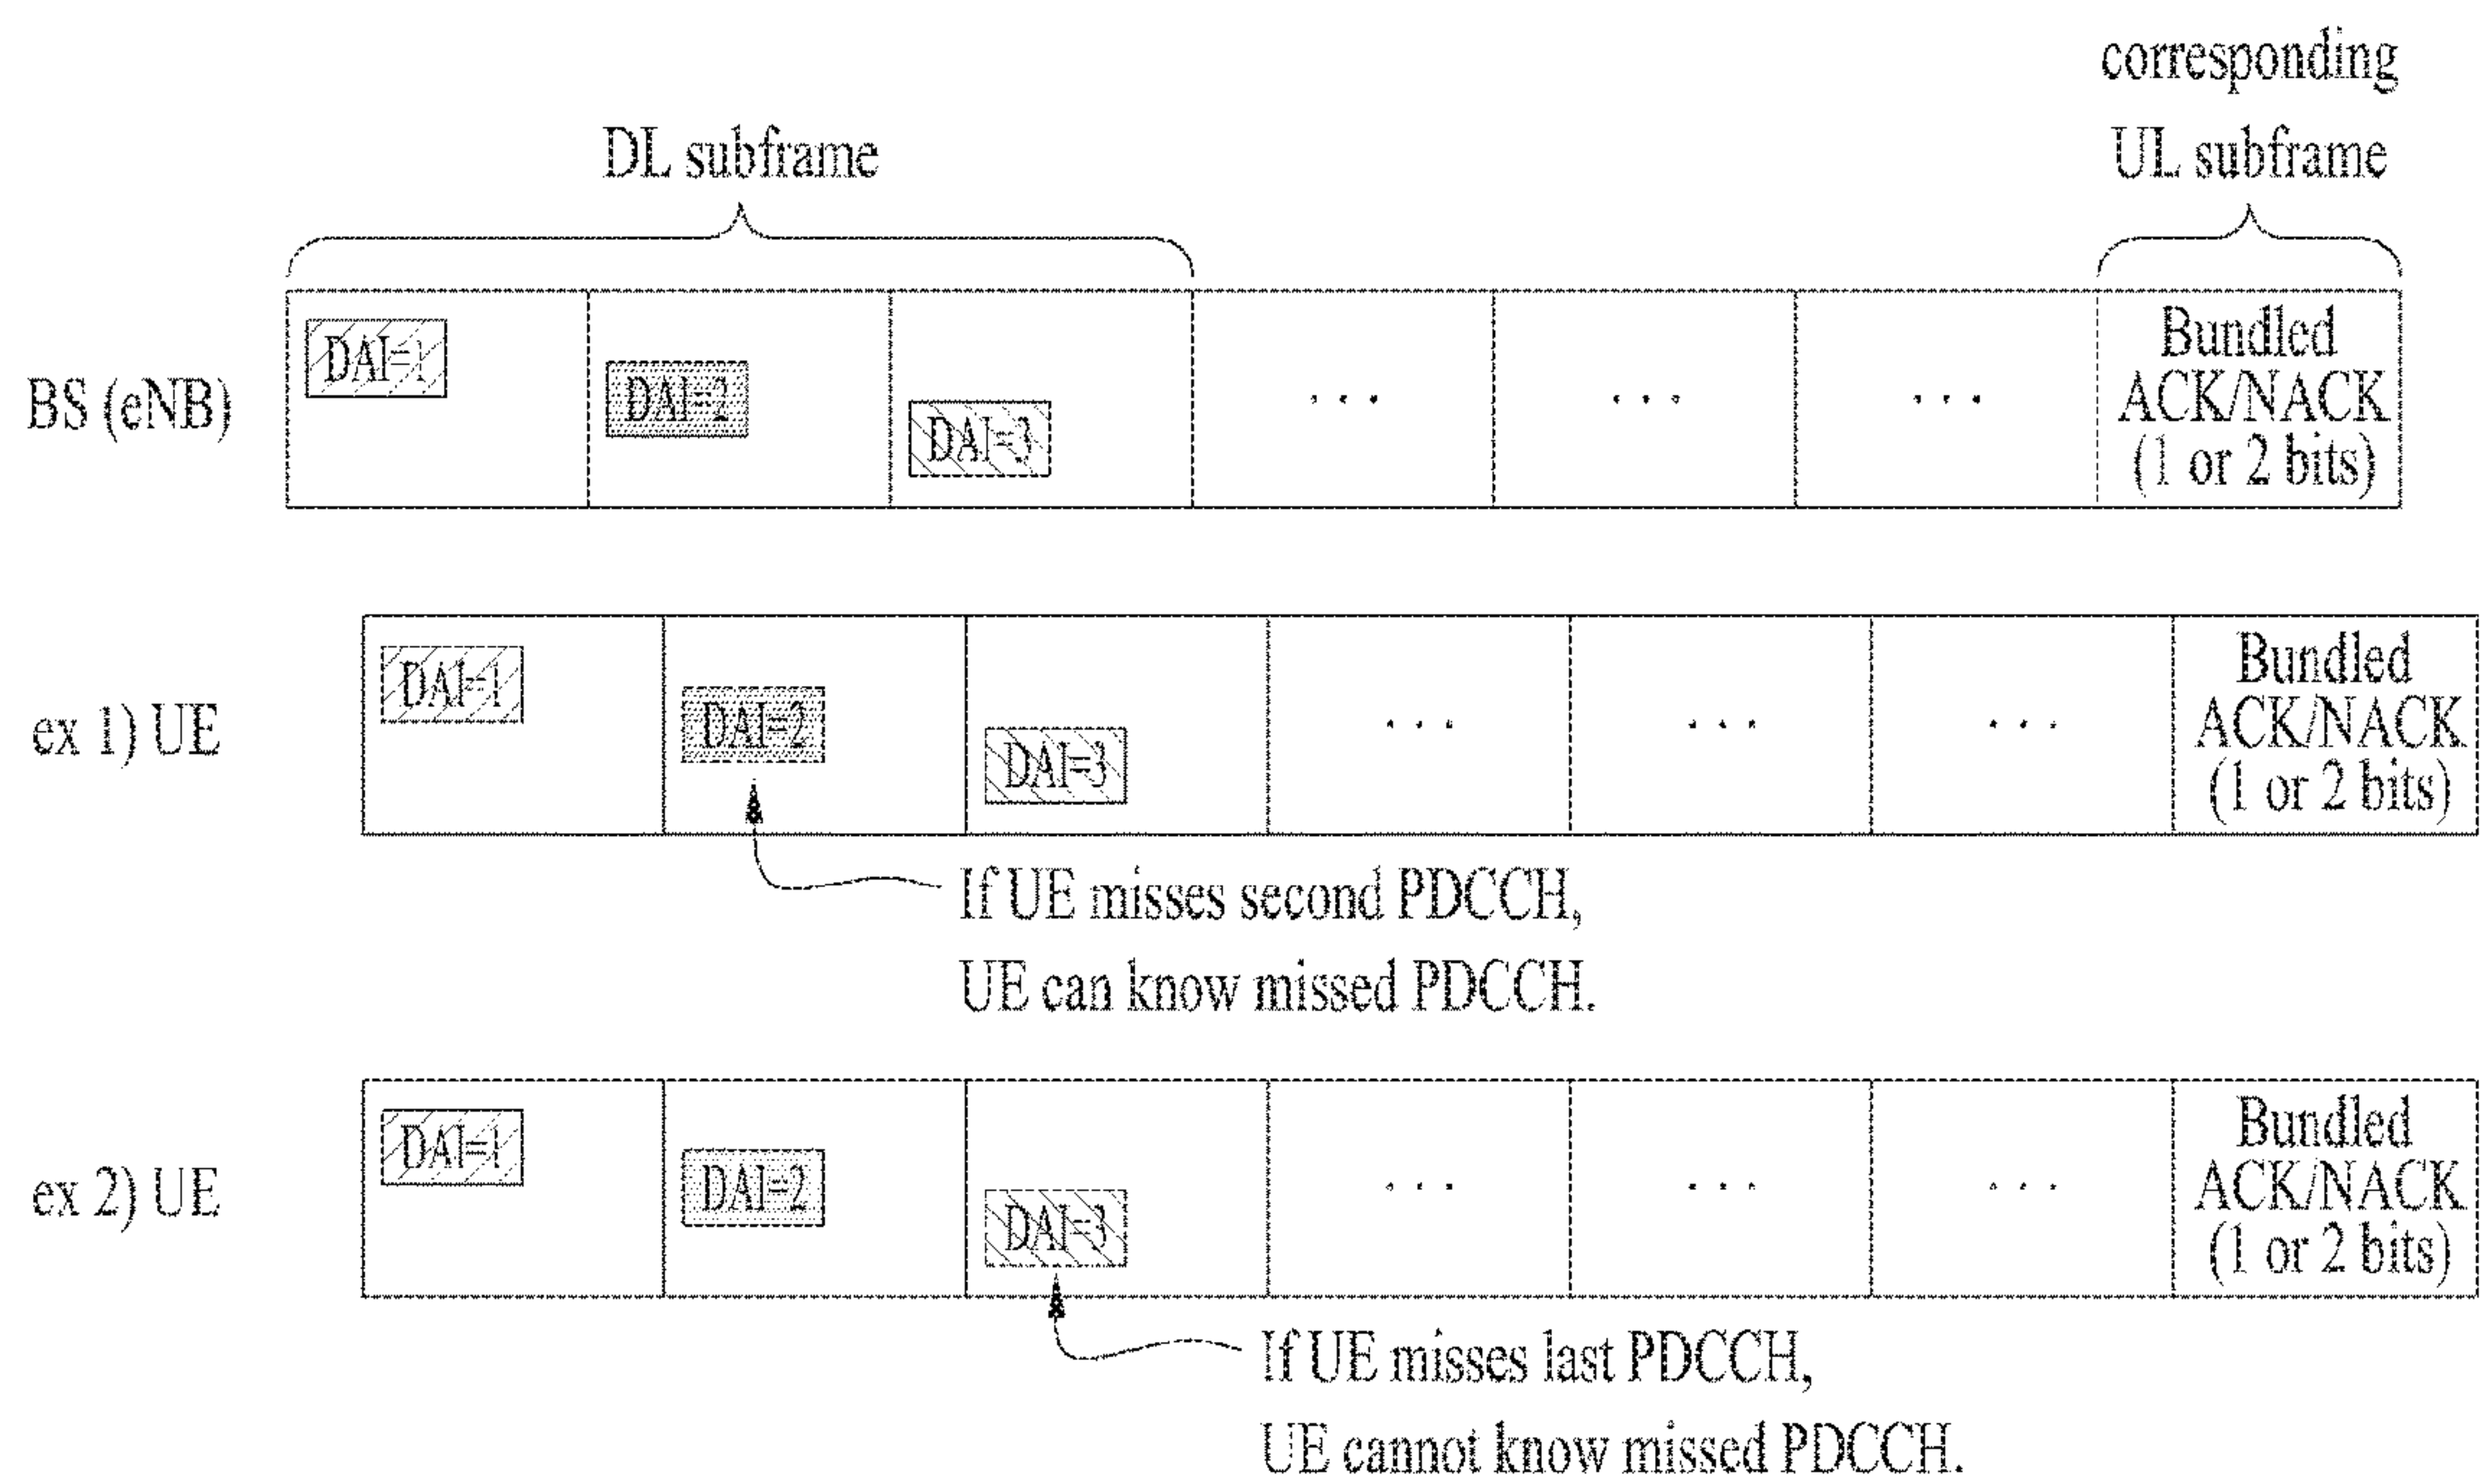 corresponding
DL subframe
UL subframe
BS (eNB)
DAI=1
DAI=2
DAI=3
...
...
...
Bundled
ACK/NACK
(1 or 2 bits)
ex 1) UE
DAI=1
DAI=2
DAI=3
...
...
...
Bundled
ACK/NACK
(1 or 2 bits)
If UE misses second PDCCH,
UE can know missed PDCCH.
ex 2) UE
DAI=1
DAI=2
DAI=3
...
...
...
Bundled
ACK/NACK
(1 or 2 bits)
If UE misses last PDCCH,
UE cannot know missed PDCCH.